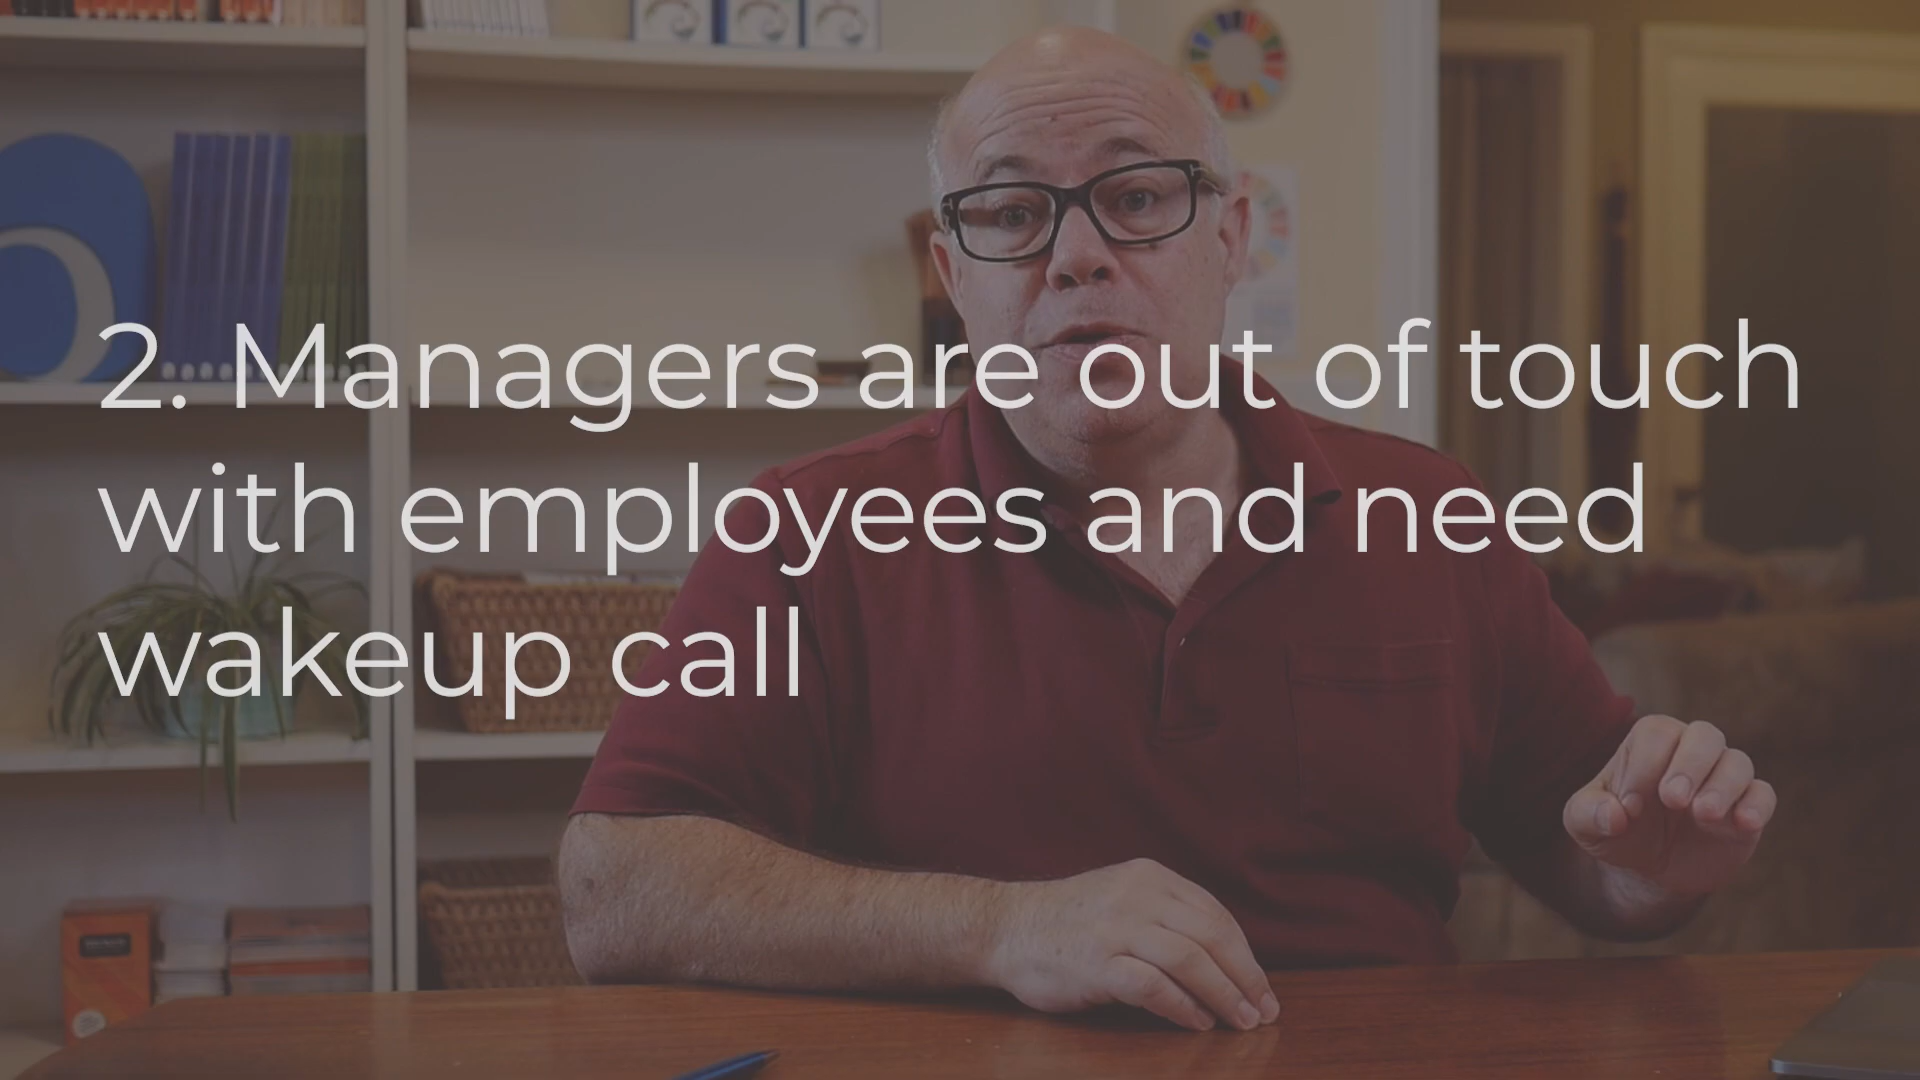 2. Managers are out of touch
with employees and need
wakeup call